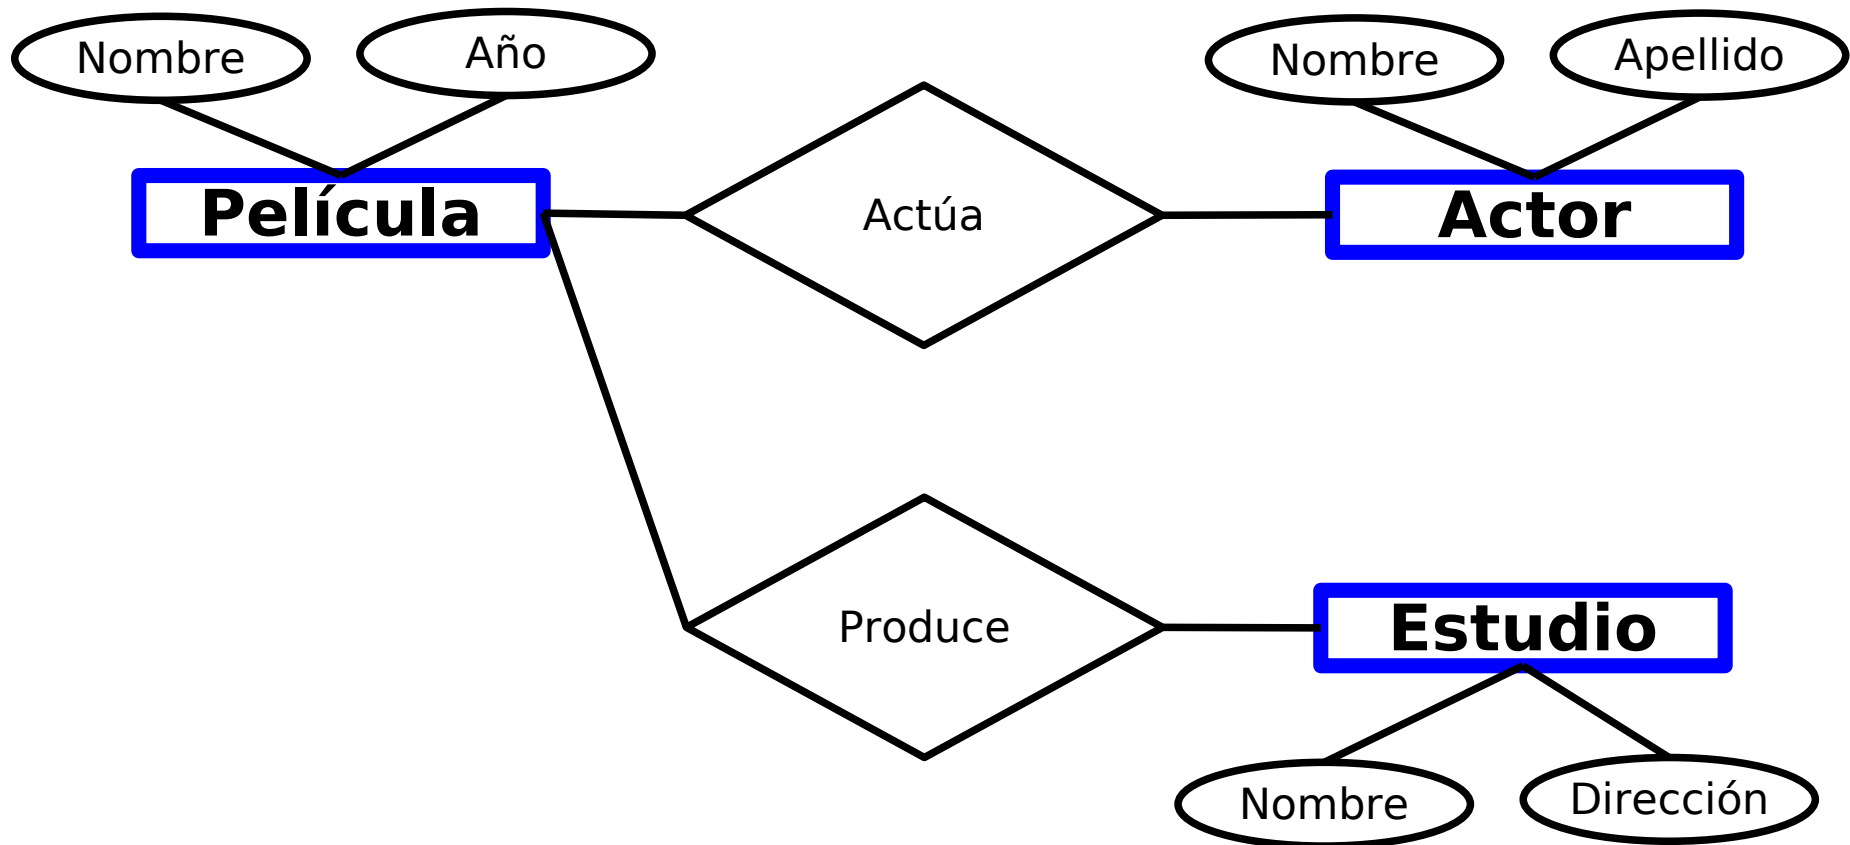 Nombre
Año
Nombre
Apellido
Película
Actúa
Actor
Produce
Estudio
Nombre
Dirección